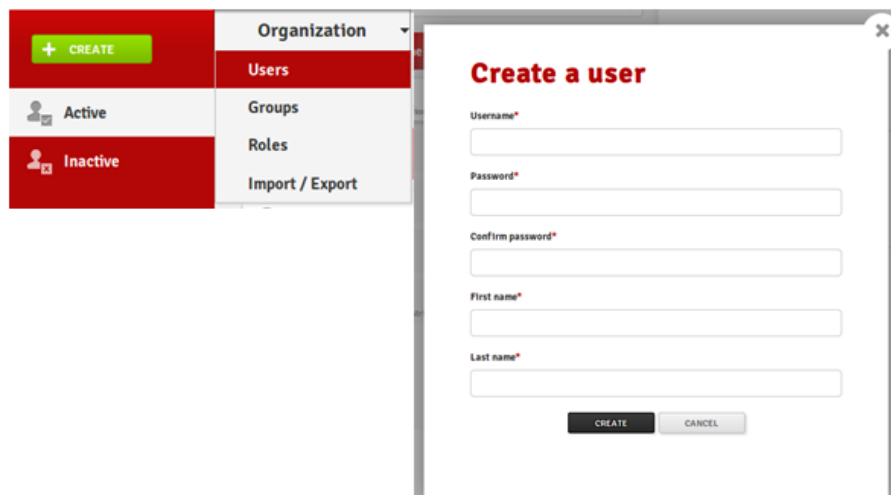 + CREATE
Active
Inactive
Organization
Users
Groups
Roles
Import / Export
Create a user
Username*
Password*
Confirm password*
First name*
Last name*
CREATE
CANCEL